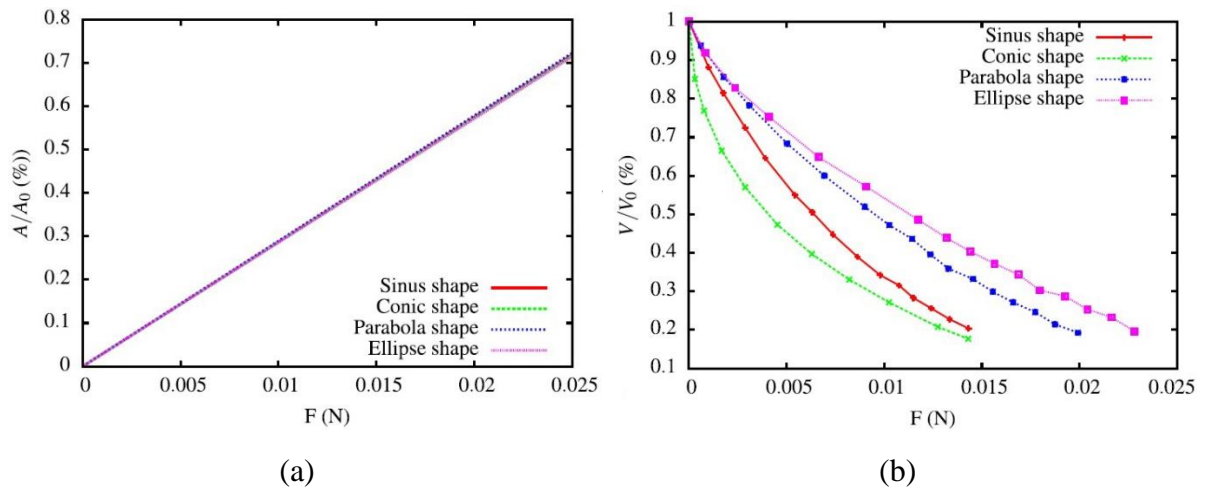 0.8
0.7
0.6
0.5
0.4
0.3
0.2
0.1
0
A/A0 (%))
Sinus shape
Conic shape
Parabola shape
Ellipse shape
0 0.005 0.01 0.015 0.02 0.025
F (N)
(a)
1
0.9
0.8
0.7
0.6
0.5
0.4
0.3
0.2
0.1
V/V0 (%)
Sinus shape
Conic shape
Parabola shape
Ellipse shape
0 0.005 0.01 0.015 0.02 0.025
F (N)
(b)